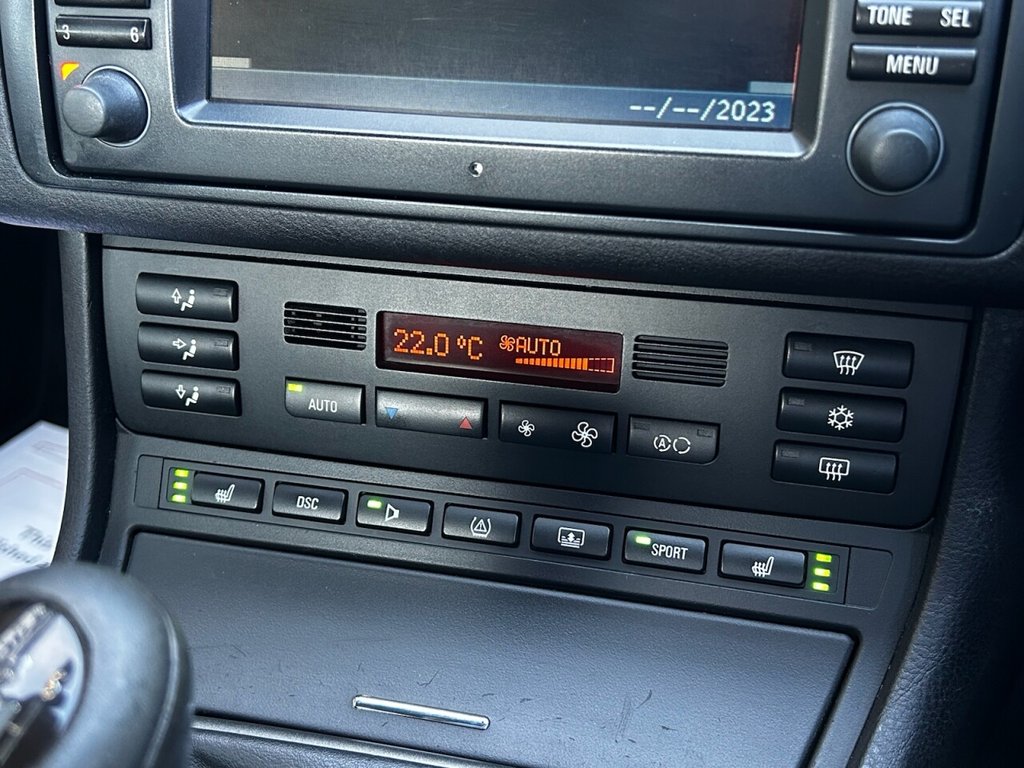 3 6
TONE SEL
MENU
--/--/2023
22.0 °C AUTO
AUTO
A
DSC
SPORT